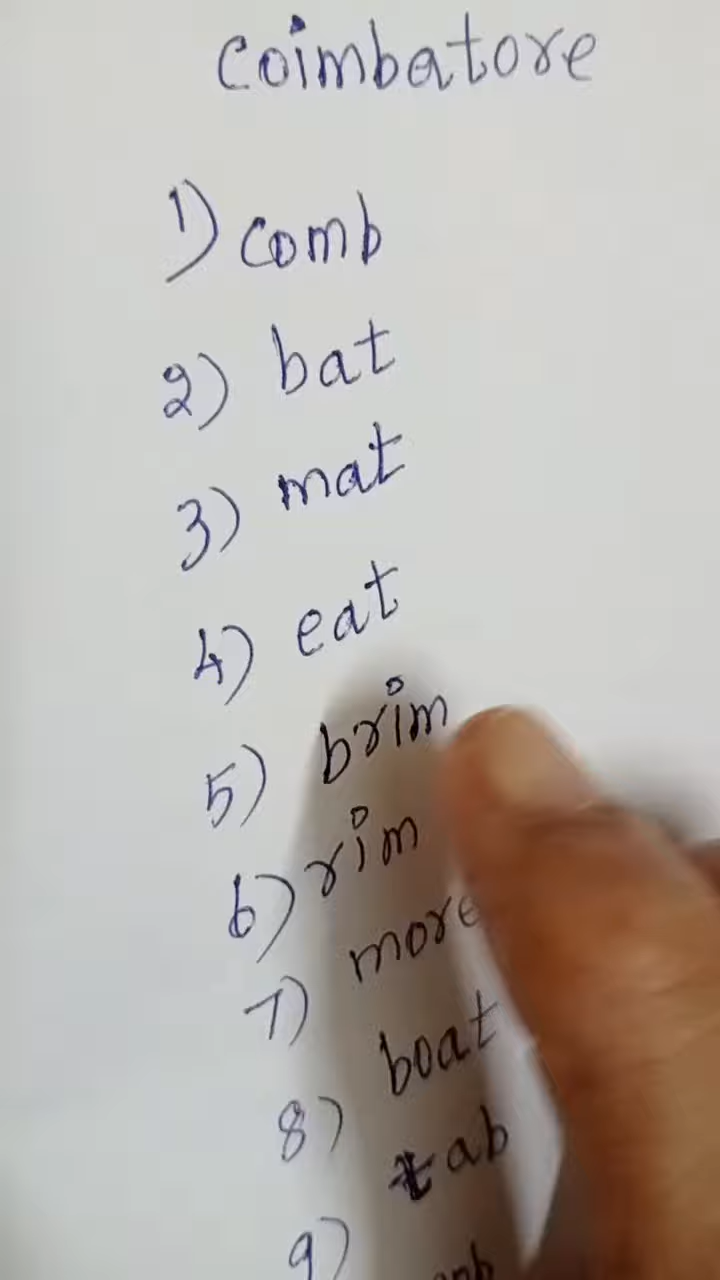 Coimbatore
1) comb
2) bat
3) mat
4) eat
5) brim
6) rim
7) more
8) boat
9) tab